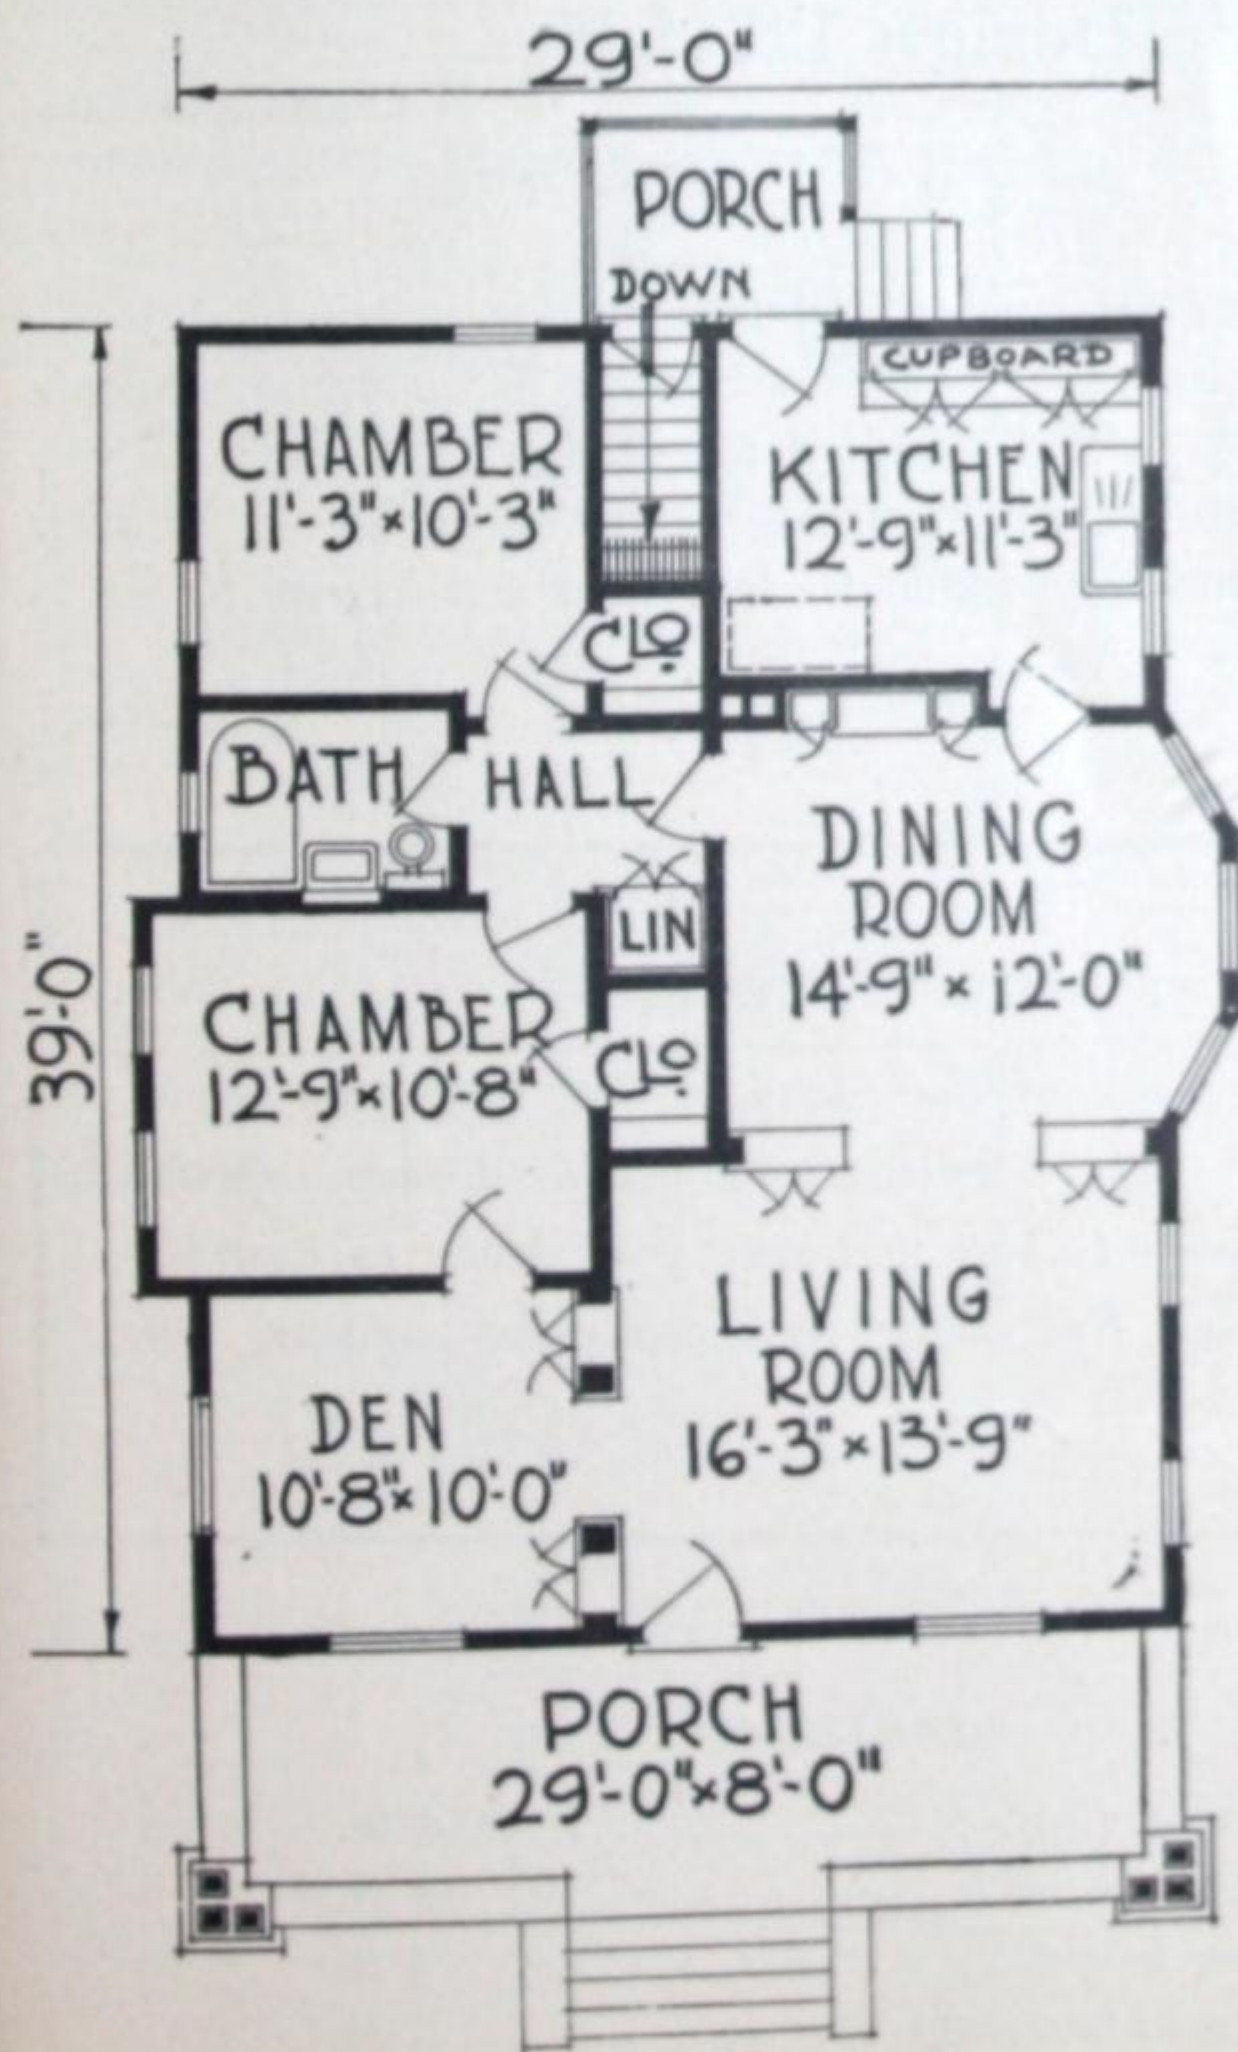 29'-0"
PORCH
DOWN
CUPBOARD
CHAMBER
11'-3"×10'-3"
KITCHEN
12'-9"×11'-3"
CLO.
BATH
HALL
DINING
ROOM
14'-9" × 12'-0"
LIN
39'-0"
CHAMBER
12'-9"×10'-8"
CLO.
LIVING
ROOM
16'-3"×13'-9"
DEN
10'-8"×10'-0"
PORCH
29'-0"×8'-0"